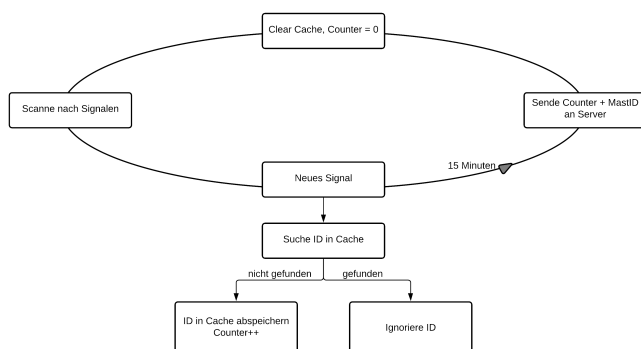 Clear Cache, Counter = 0
Scanne nach Signalen
Sende Counter + MastID
an Server
15 Minuten
Neues Signal
Suche ID in Cache
nicht gefunden
gefunden
ID in Cache abspeichern
Counter++
Ignoriere ID